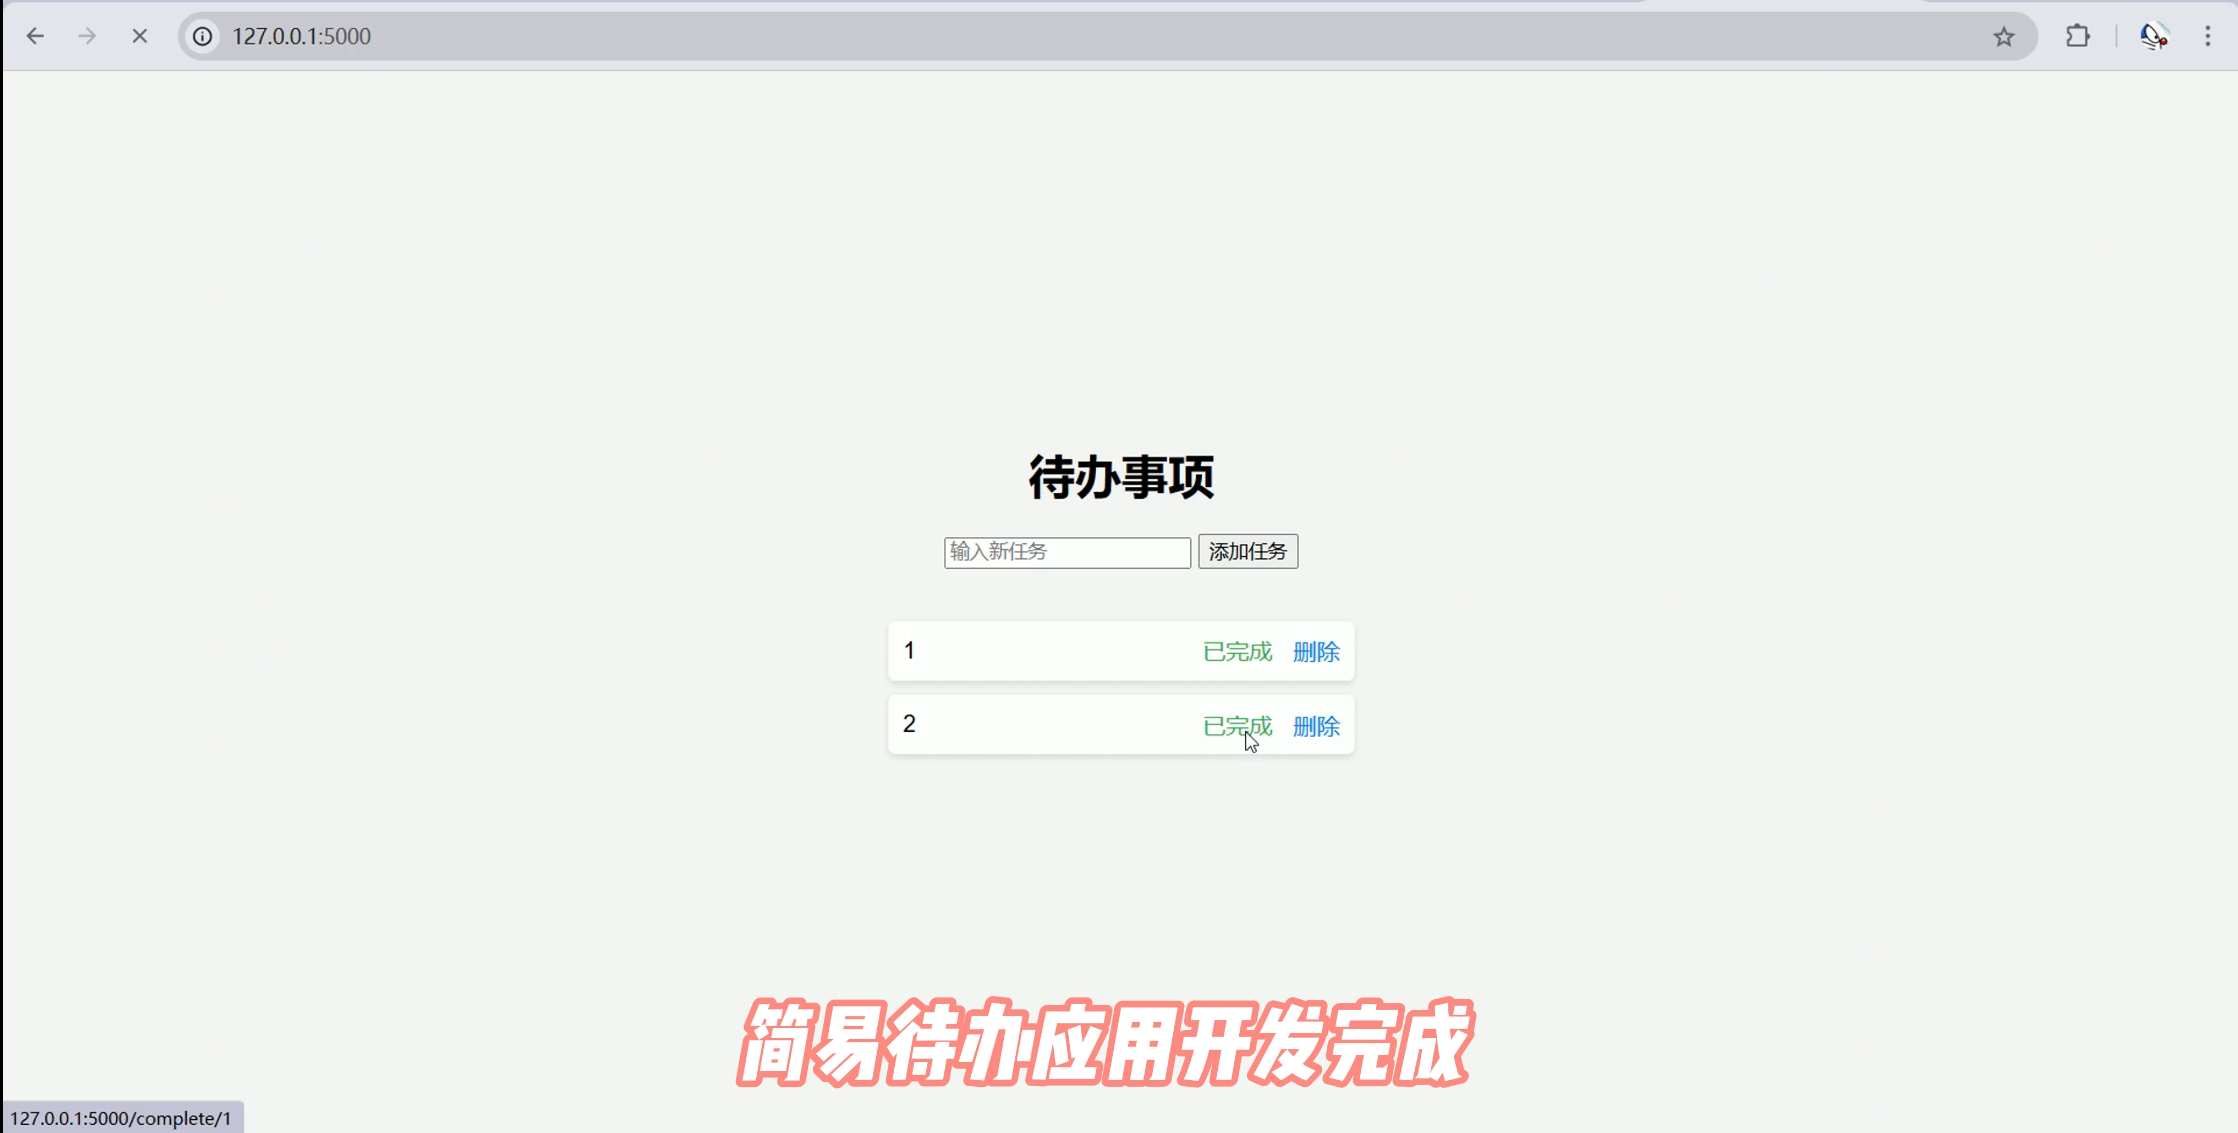 127.0.0.1:5000
待办事项
输入新任务 添加任务
1 已完成 删除
2 已完成 删除
简易待办应用开发完成
127.0.0.1:5000/complete/1